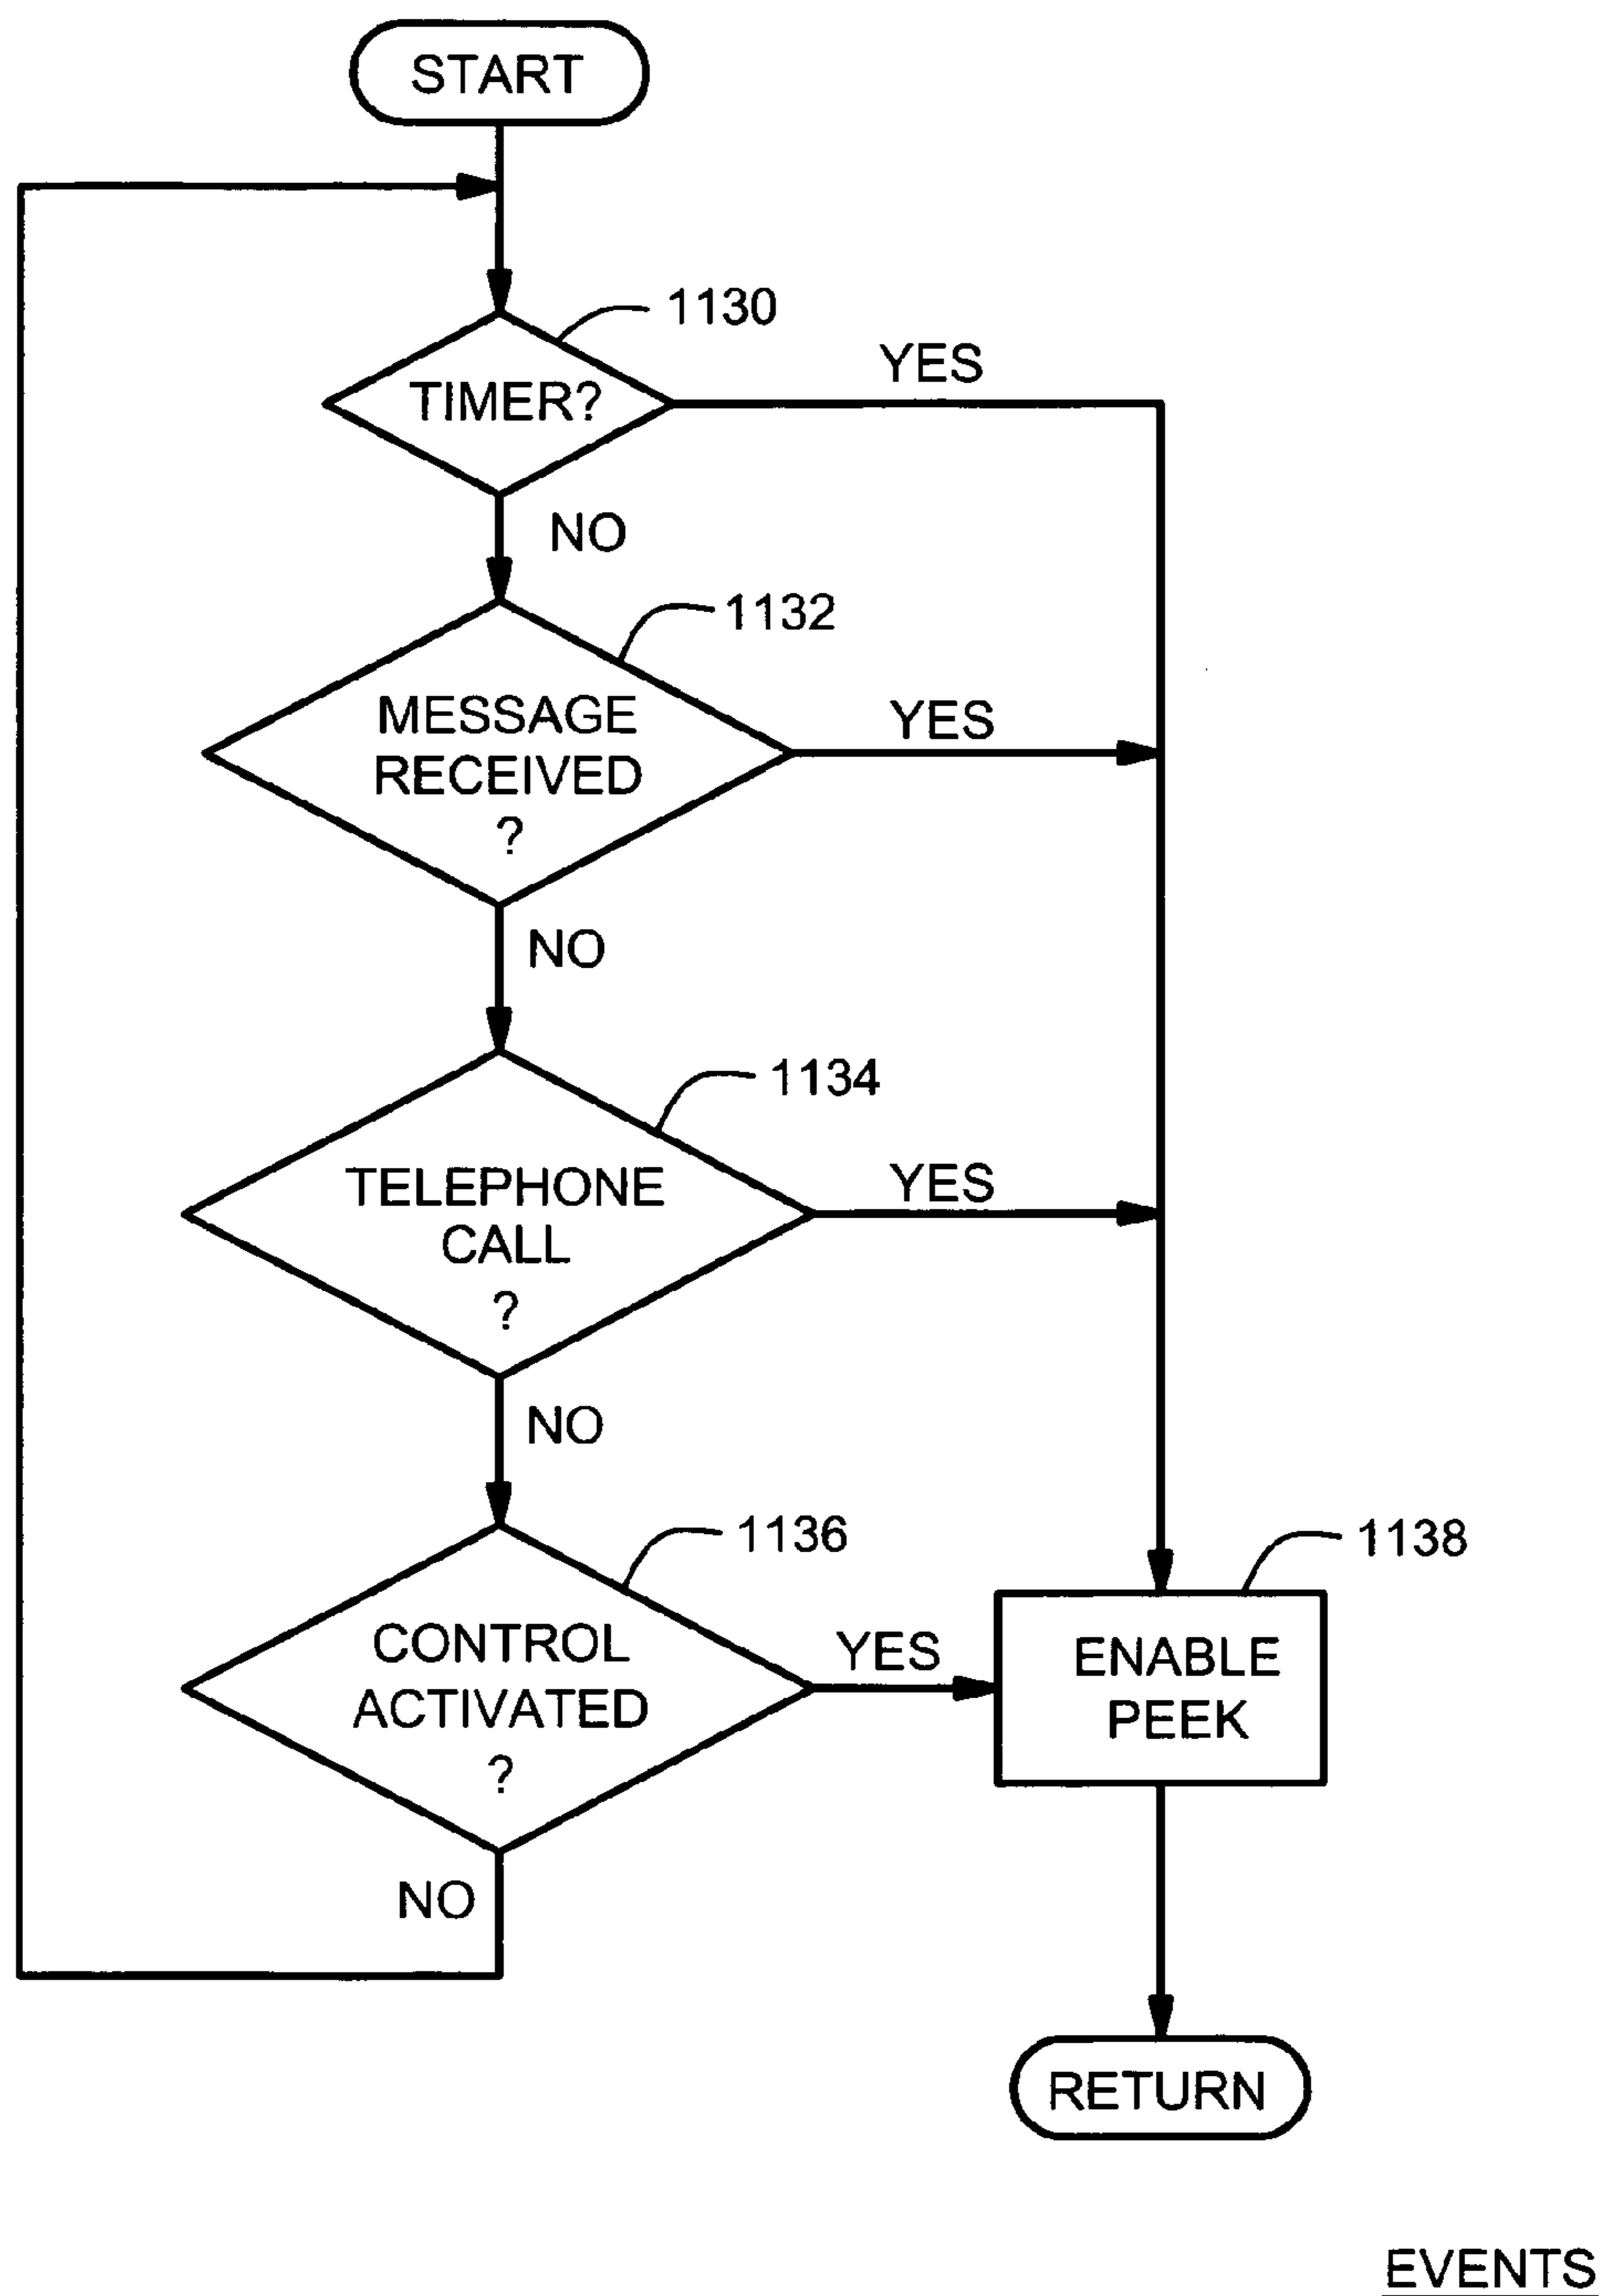 START
1130
TIMER?
YES
NO
1132
MESSAGE
RECEIVED
?
YES
NO
1134
TELEPHONE
CALL
?
YES
NO
1136
CONTROL
ACTIVATED
?
YES
NO
1138
ENABLE
PEEK
RETURN
EVENTS